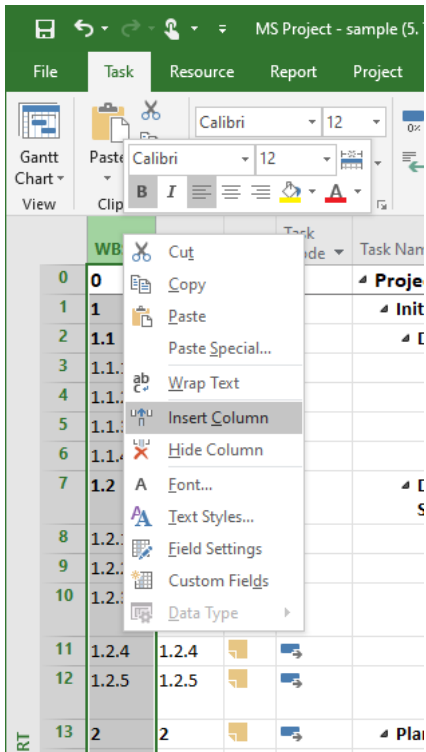 MS Project - sample (5.
File Task Resource Report Project
Calibri 12
Gantt Chart Paste
Calibri 12
View Clip
B I A
WB Task
ode Task Nam
Cut
Copy
Paste
Paste Special...
Wrap Text
Insert Column
Hide Column
Font...
Text Styles...
Field Settings
Custom Fields
Data Type
0 0 Proje
1 1 Init
2 1.1 D
3 1.1.
4 1.1.
5 1.1.
6 1.1.
7 1.2 D
S
8 1.2.
9 1.2.
10 1.2.
11 1.2.4 1.2.4
12 1.2.5 1.2.5
13 2 2 Plan
RT